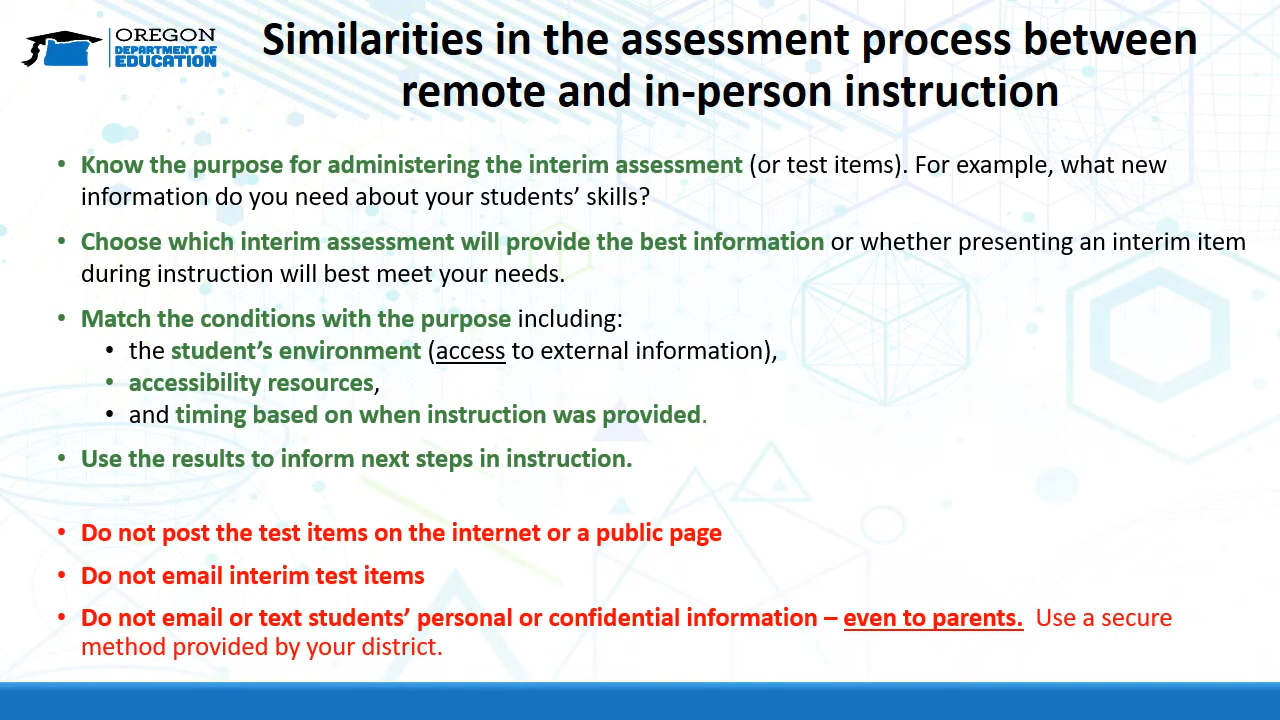 OREGON
DEPARTMENT OF
EDUCATION
Similarities in the assessment process between
remote and in-person instruction
• Know the purpose for administering the interim assessment (or test items). For example, what new
information do you need about your students’ skills?
• Choose which interim assessment will provide the best information or whether presenting an interim item
during instruction will best meet your needs.
• Match the conditions with the purpose including:
• the student’s environment (access to external information),
• accessibility resources,
• and timing based on when instruction was provided.
• Use the results to inform next steps in instruction.
• Do not post the test items on the internet or a public page
• Do not email interim test items
• Do not email or text students’ personal or confidential information – even to parents. Use a secure
method provided by your district.